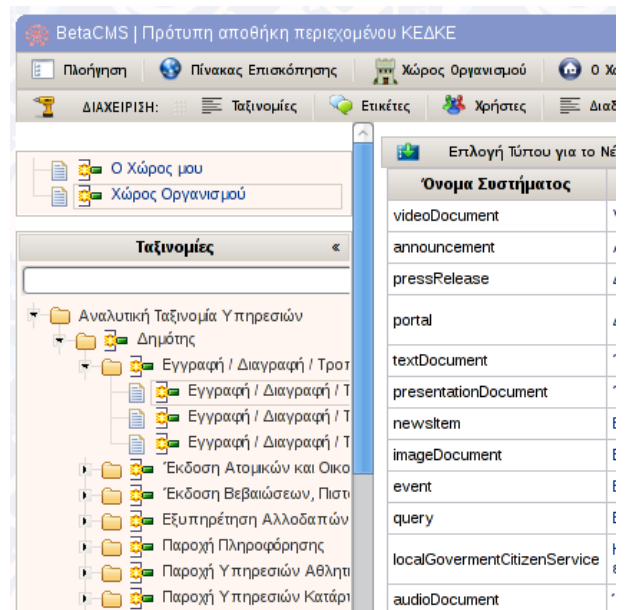 BetaCMS | Πρότυπη αποθήκη περιεχομένου ΚΕΔΚΕ
Πλοήγηση Πίνακας Επισκόπησης Χώρος Οργανισμού Ο
ΔΙΑΧΕΙΡΙΣΗ: Ταξινομίες Ετικέτες Χρήστες
Ο Χώρος μου
Χώρος Οργανισμού
Ταξινομίες «
Αναλυτική Ταξινομία Υπηρεσιών
Δημότης
Εγγραφή / Διαγραφή / Τροπ
Εγγραφή / Διαγραφή / Τ
Εγγραφή / Διαγραφή / Τ
Εγγραφή / Διαγραφή / Τ
Έκδοση Ατομικών και Οικο
Έκδοση Βεβαιώσεων, Πιστ
Εξυπηρέτηση Αλλοδαπών
Παροχή Πληροφόρησης
Παροχή Υπηρεσιών Αθλητ
Παροχή Υπηρεσιών Κατάρ
Επιλογή Τύπου για το Νέ
Όνομα Συστήματος
videoDocument
announcement
pressRelease
portal
textDocument
presentationDocument
newsItem
imageDocument
event
query
localGovermentCitizenService
audioDocument